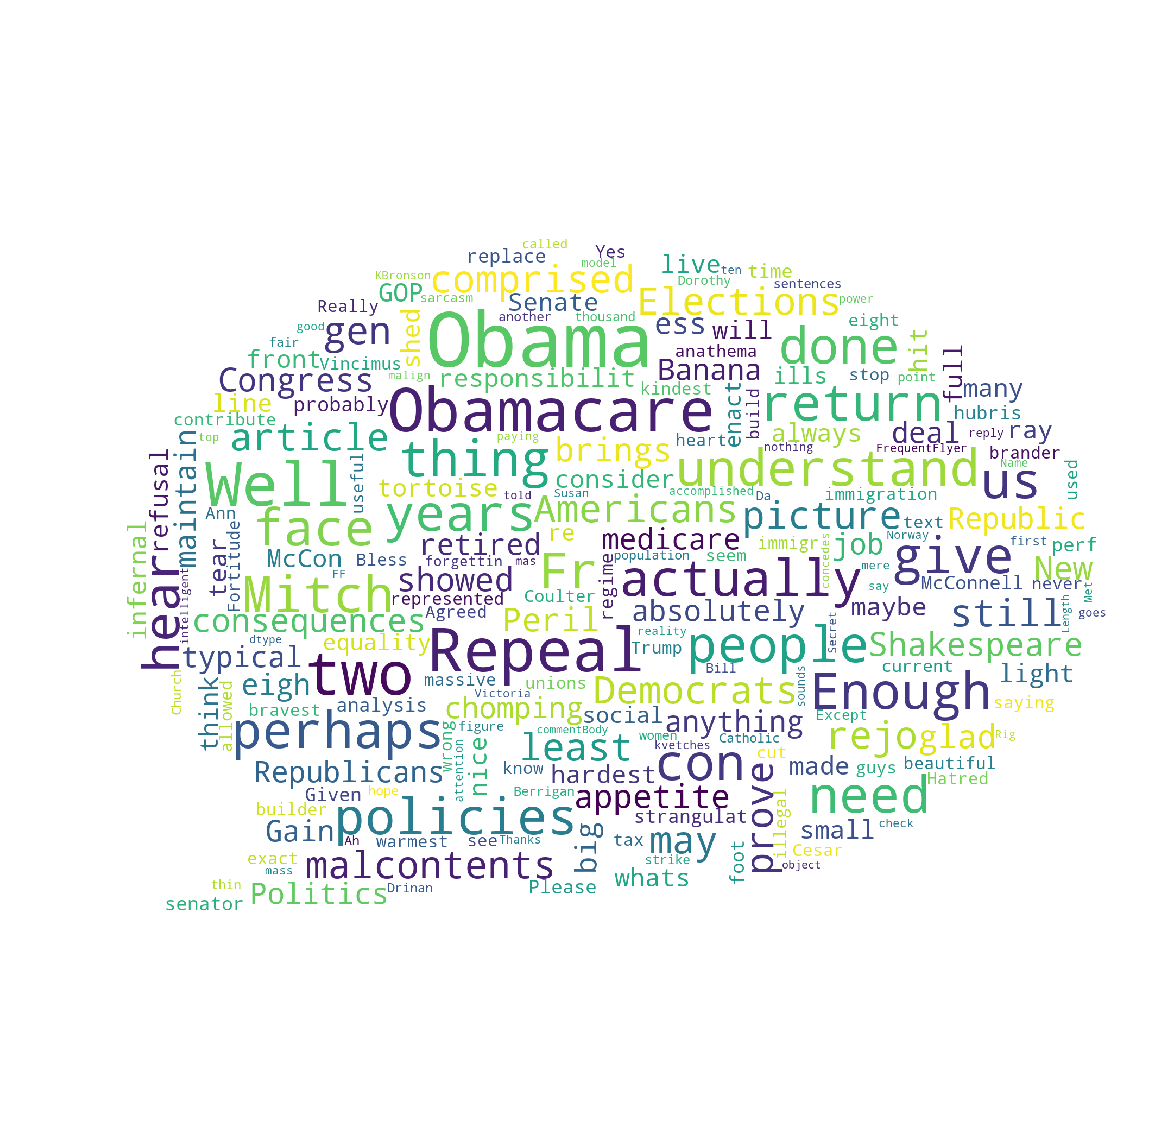 called
replace Yes
KBronson model live ten time
GOP sarcasm comprised Dorothy sentences
Really Senate Elections power
another thousand
good gen shed Obama ess will eight
fair front Vincimus anathema done hit full
Congress malign responsibilit Banana ills stop point many
line probably Obamacare kindest enact build return hubris
contribute article paying heart always deal reply ray
top thing brings nothing FrequentFlyer brander
Well useful consider understand us Name used
maintain tortoise told Susan accomplished Da immigration
refusal Ann years Americans picture text Republic
infernal Fortitude face re medicare Norway first perf
tear McCon Bless retired forgettin mas population seem immigr job give New
hear FF showed Fr actually concedes mere McConnell never Met
intelligent Mitch represented Coulter regime say Length goes
consequences Agreed Peril absolutely maybe still
dtype equality reality Trump Secret Shakespeare
typical two Repeal people current
Church eigh massive unions Bill sounds light
think bravest analysis Victoria Democrats Enough saying
allowed chomping social anything Except
perhaps wrong figure commentBody women Catholic rejo glad Rig
Republicans attention nice least kvetches con cut made guys beautiful
Given hope know hardest prove Hatred
builder Berrigan appetite need
Gain policies strangulat illegal small check
Ah warmest see Thanks big tax may
exact strike foot Cesar
mass malcontents whats object
thin Politics Drinan Please
senator